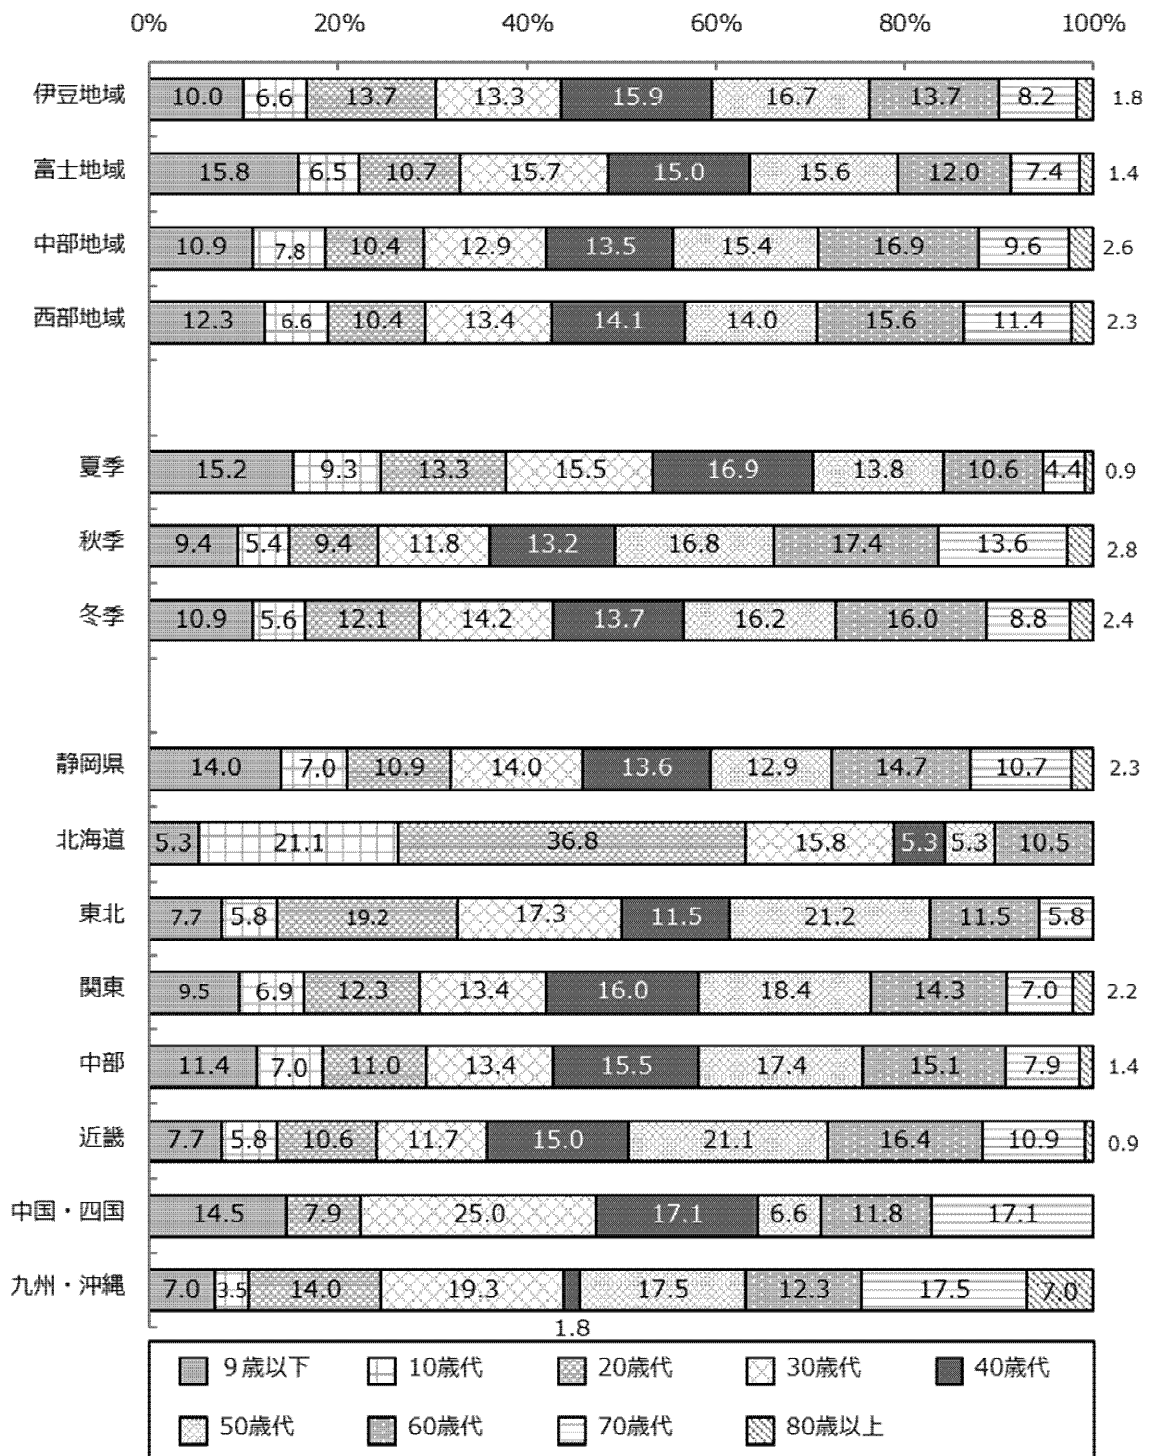 0% 20% 40% 60% 80% 100%
伊豆地域 10.0 6.6 13.7 13.3 15.9 16.7 13.7 8.2 1.8
富士地域 15.8 6.5 10.7 15.7 15.0 15.6 12.0 7.4 1.4
中部地域 10.9 7.8 10.4 12.9 13.5 15.4 16.9 9.6 2.6
西部地域 12.3 6.6 10.4 13.4 14.1 14.0 15.6 11.4 2.3
夏季 15.2 9.3 13.3 15.5 16.9 13.8 10.6 4.4 0.9
秋季 9.4 5.4 9.4 11.8 13.2 16.8 17.4 13.6 2.8
冬季 10.9 5.6 12.1 14.2 13.7 16.2 16.0 8.8 2.4
静岡県 14.0 7.0 10.9 14.0 13.6 12.9 14.7 10.7 2.3
北海道 5.3 21.1 36.8 15.8 5.3 5.3 10.5
東北 7.7 5.8 19.2 17.3 11.5 21.2 11.5 5.8
関東 9.5 6.9 12.3 13.4 16.0 18.4 14.3 7.0 2.2
中部 11.4 7.0 11.0 13.4 15.5 17.4 15.1 7.9 1.4
近畿 7.7 5.8 10.6 11.7 15.0 21.1 16.4 10.9 0.9
中国・四国 14.5 7.9 25.0 17.1 6.6 11.8 17.1
九州・沖縄 7.0 3.5 14.0 19.3 17.5 12.3 17.5 7.0
1.8
９歳以下 10歳代 20歳代 30歳代 40歳代
50歳代 60歳代 70歳代 80歳以上